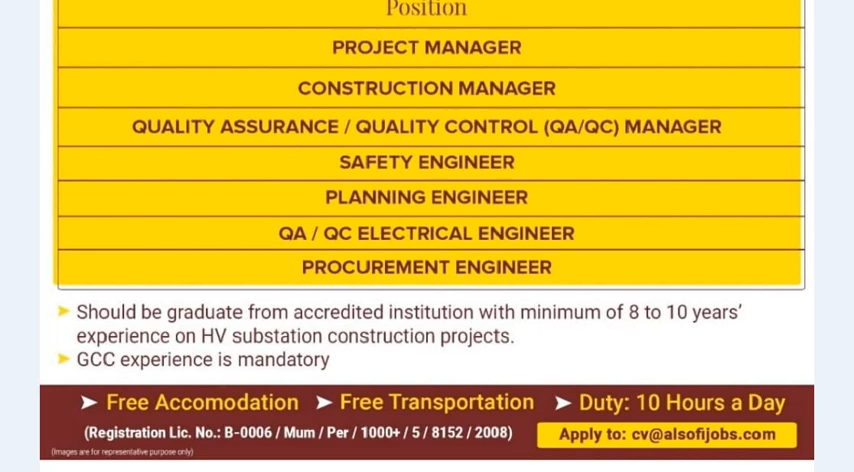 Position
PROJECT MANAGER
CONSTRUCTION MANAGER
QUALITY ASSURANCE / QUALITY CONTROL (QA/QC) MANAGER
SAFETY ENGINEER
PLANNING ENGINEER
QA / QC ELECTRICAL ENGINEER
PROCUREMENT ENGINEER
Should be graduate from accredited institution with minimum of 8 to 10 years'
experience on HV substation construction projects.
GCC experience is mandatory
Free Accomodation Free Transportation Duty: 10 Hours a Day
(Registration Lic. No.: B-0006 / Mum / Per / 1000+ / 5 / 8152 / 2008) Apply to: cv@alsofijobs.com
(Images are for representative purpose only)